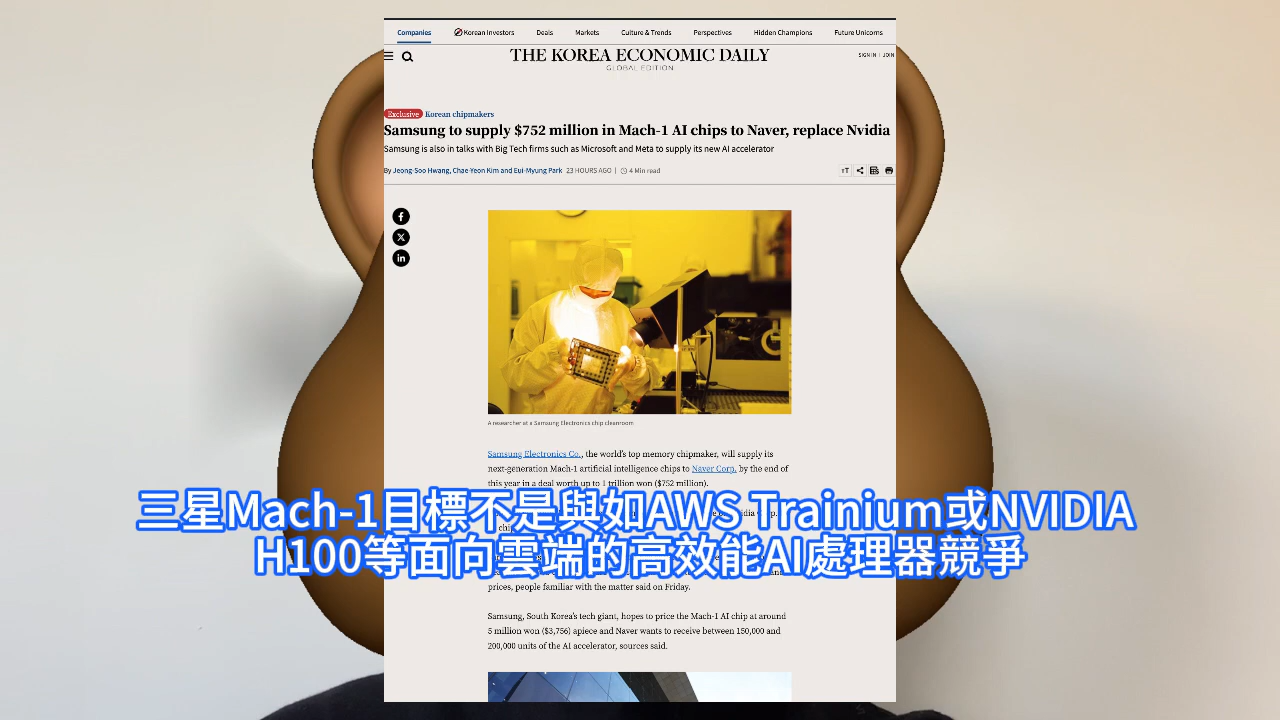 Companies
Korean Investors
Deals
Markets
Culture & Trends
Perspectives
Hidden Champions
Future Unicorns
THE KOREA ECONOMIC DAILY
GLOBAL EDITION
SIGN IN | JOIN
Exclusive Korean chipmakers
Samsung to supply $752 million in Mach-1 AI chips to Naver, replace Nvidia
Samsung is also in talks with Big Tech firms such as Microsoft and Meta to supply its new AI accelerator
By Jeong-Soo Hwang, Chae-Yeon Kim and Eui-Myung Park 23 HOURS AGO | 4 Min read
A researcher at a Samsung Electronics chip cleanroom
Samsung Electronics Co., the world's top memory chipmaker, will supply its
next-generation Mach-1 artificial intelligence chips to Naver Corp. by the end of
this year in a deal worth up to 1 trillion won ($752 million).
三星Mach-1目標不是與如AWS Trainium或NVIDIA
H100等面向雲端的高效能AI處理器競爭
prices, people familiar with the matter said on Friday.
Samsung, South Korea's tech giant, hopes to price the Mach-1 AI chip at around
5 million won ($3,756) apiece and Naver wants to receive between 150,000 and
200,000 units of the AI accelerator, sources said.